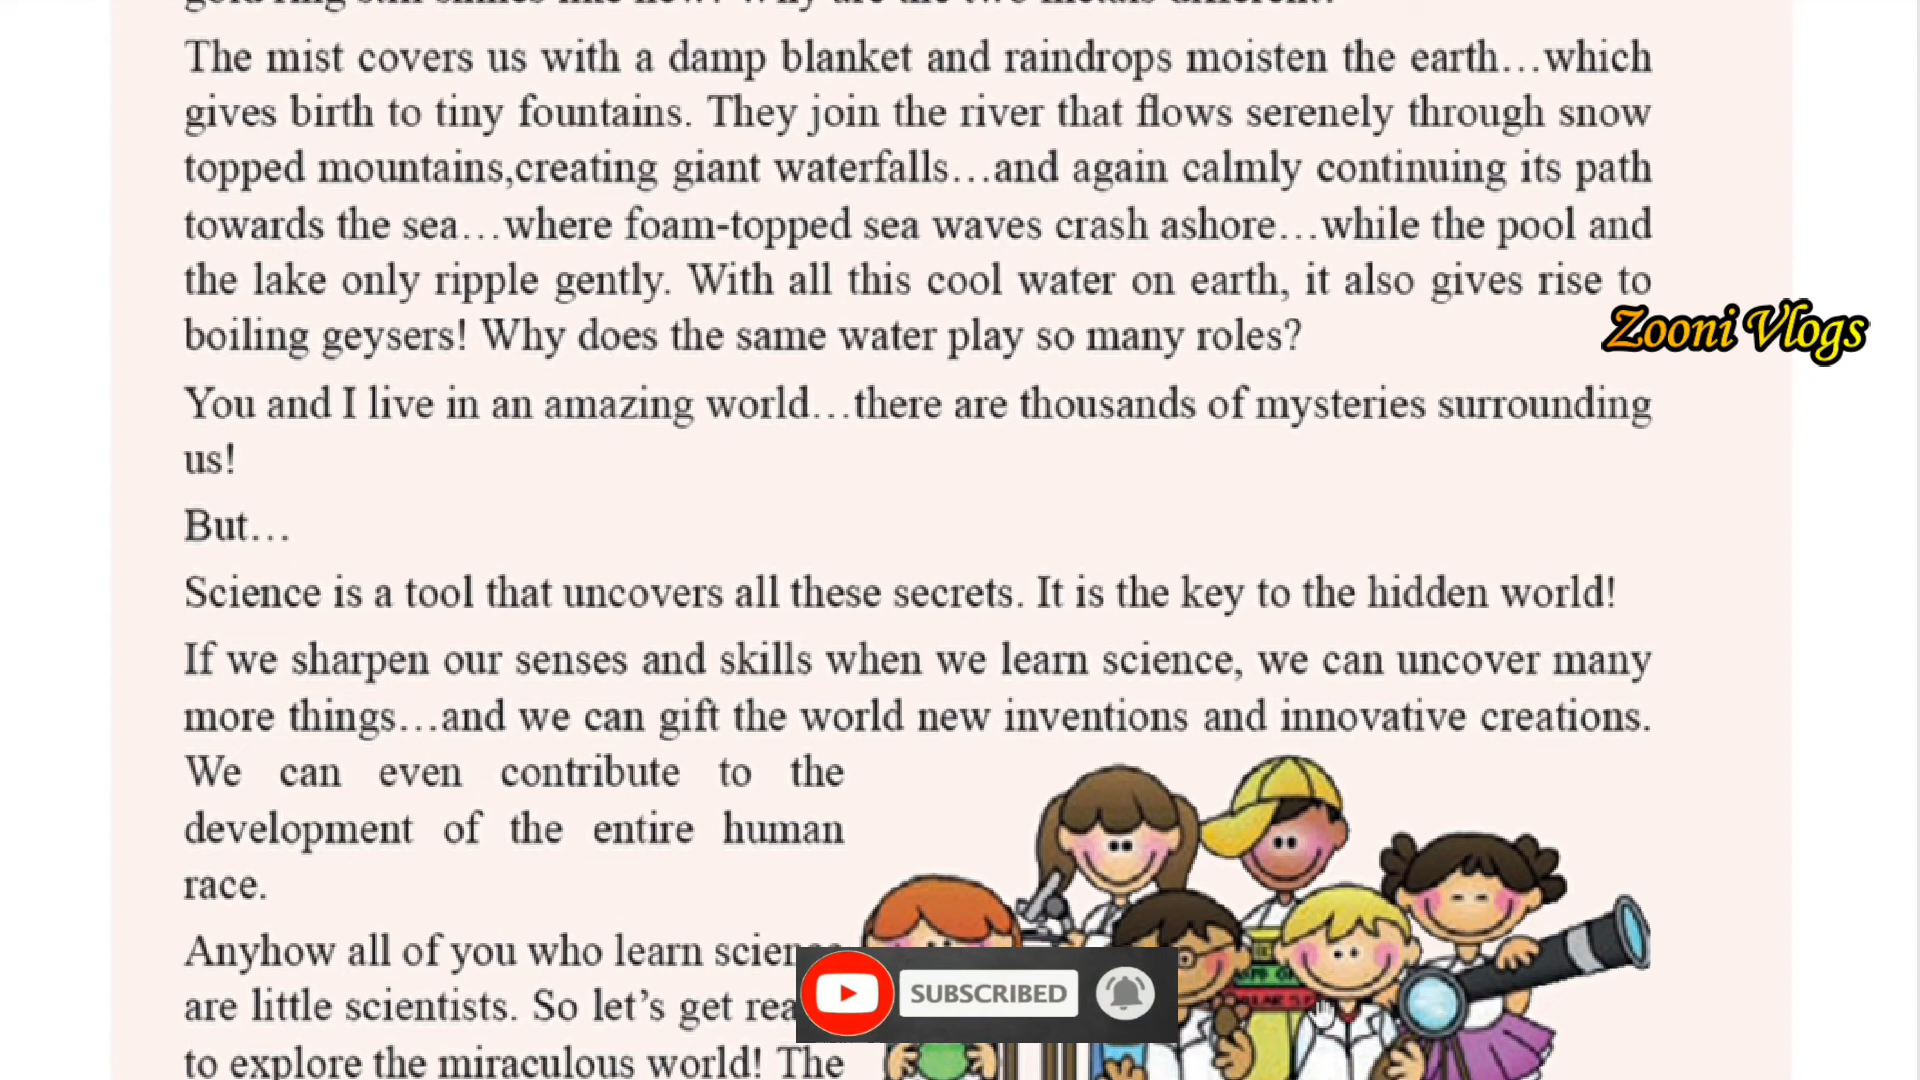 The mist covers us with a damp blanket and raindrops moisten the earth…which
gives birth to tiny fountains. They join the river that flows serenely through snow
topped mountains,creating giant waterfalls…and again calmly continuing its path
towards the sea…where foam-topped sea waves crash ashore…while the pool and
the lake only ripple gently. With all this cool water on earth, it also gives rise to
boiling geysers! Why does the same water play so many roles?
Zooni Vlogs
You and I live in an amazing world…there are thousands of mysteries surrounding
us!
But…
Science is a tool that uncovers all these secrets. It is the key to the hidden world!
If we sharpen our senses and skills when we learn science, we can uncover many
more things…and we can gift the world new inventions and innovative creations.
We can even contribute to the
development of the entire human
race.
Anyhow all of you who learn
are little scientists. So let's get
to explore the miraculous world! The
SUBSCRIBED